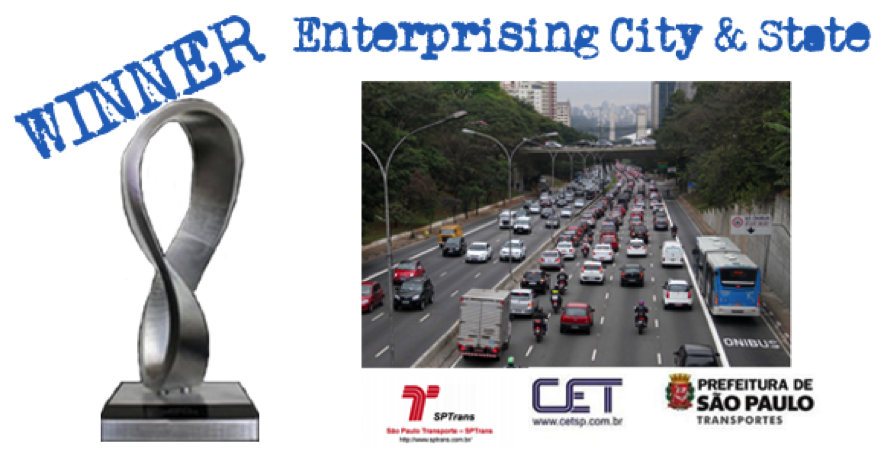 WINNER
Enterprising City & State
ONIBUS
SPTrans
São Paulo Transporte – SPTrans
http://www.sptrans.com.br/
CET
www.cetsp.com.br
PREFEITURA DE
SÃO PAULO
TRANSPORTES